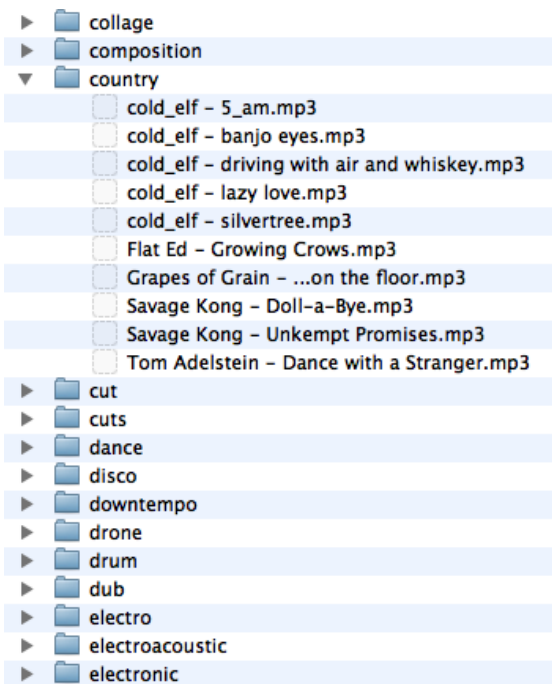 collage
composition
country
cold_elf – 5_am.mp3
cold_elf – banjo eyes.mp3
cold_elf – driving with air and whiskey.mp3
cold_elf – lazy love.mp3
cold_elf – silvertree.mp3
Flat Ed – Growing Crows.mp3
Grapes of Grain – ...on the floor.mp3
Savage Kong – Doll-a-Bye.mp3
Savage Kong – Unkempt Promises.mp3
Tom Adelstein – Dance with a Stranger.mp3
cut
cuts
dance
disco
downtempo
drone
drum
dub
electro
electroacoustic
electronic